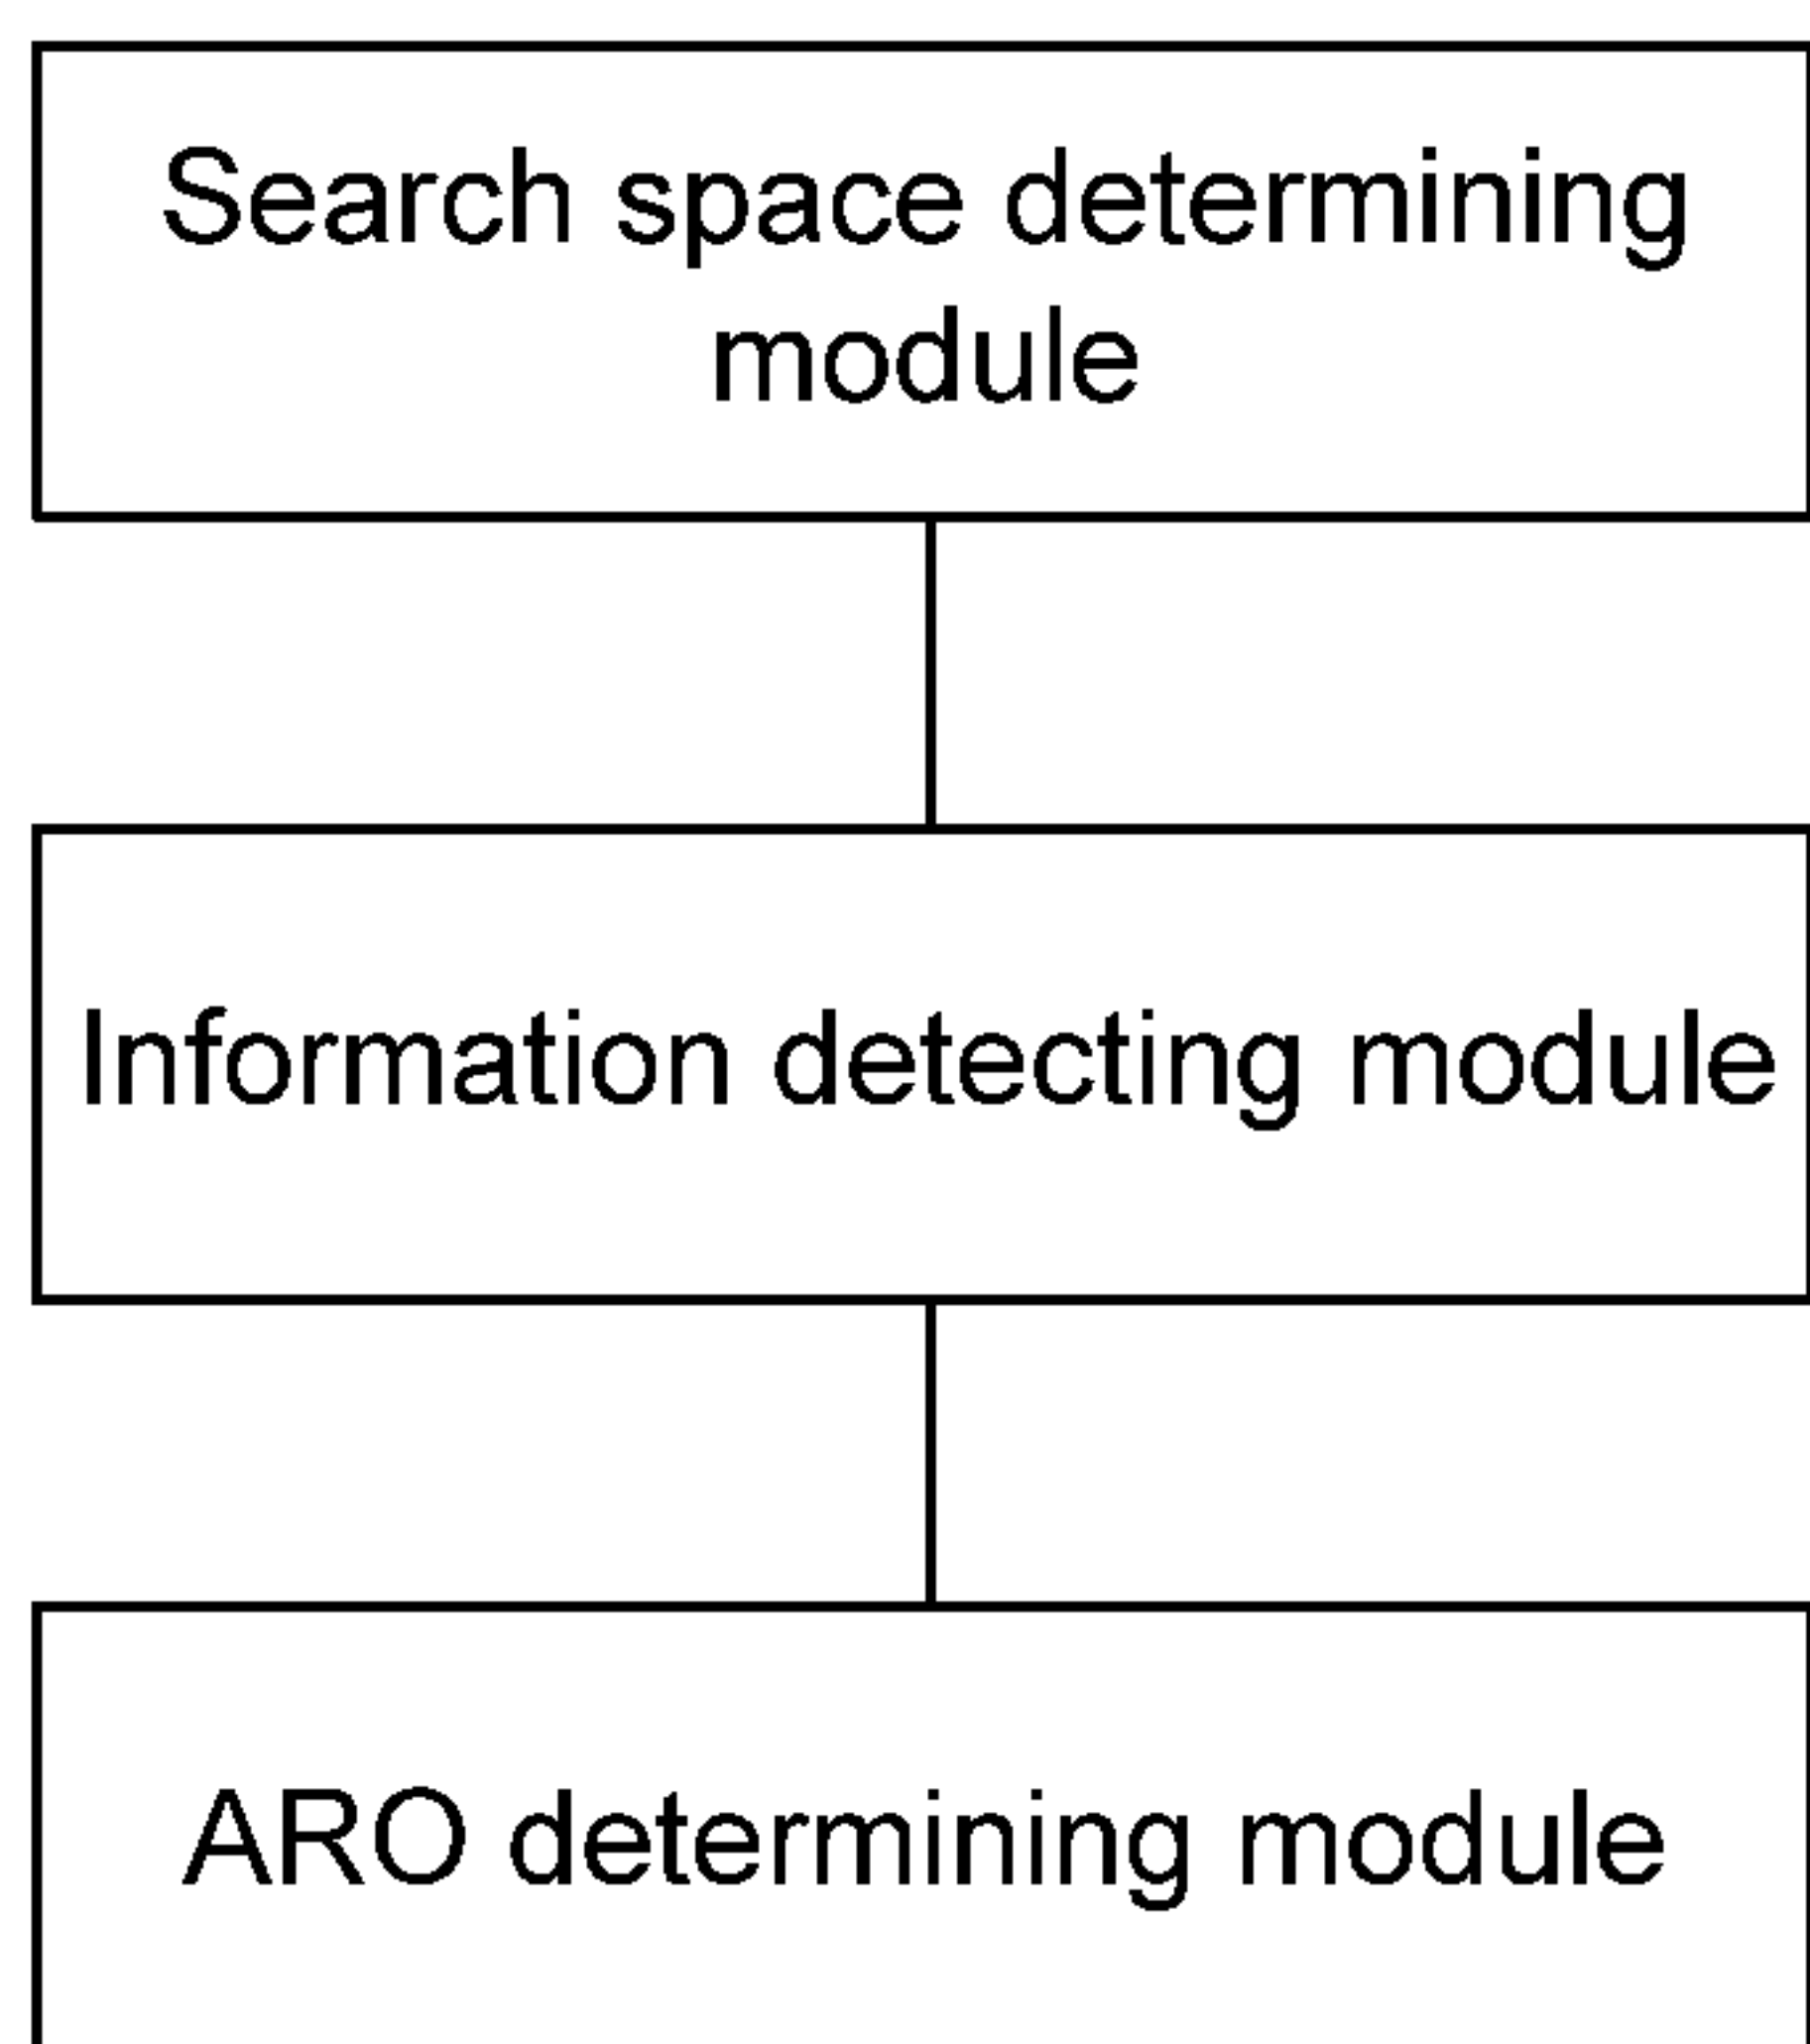 Search space determining
module
Information detecting module
ARO determining module